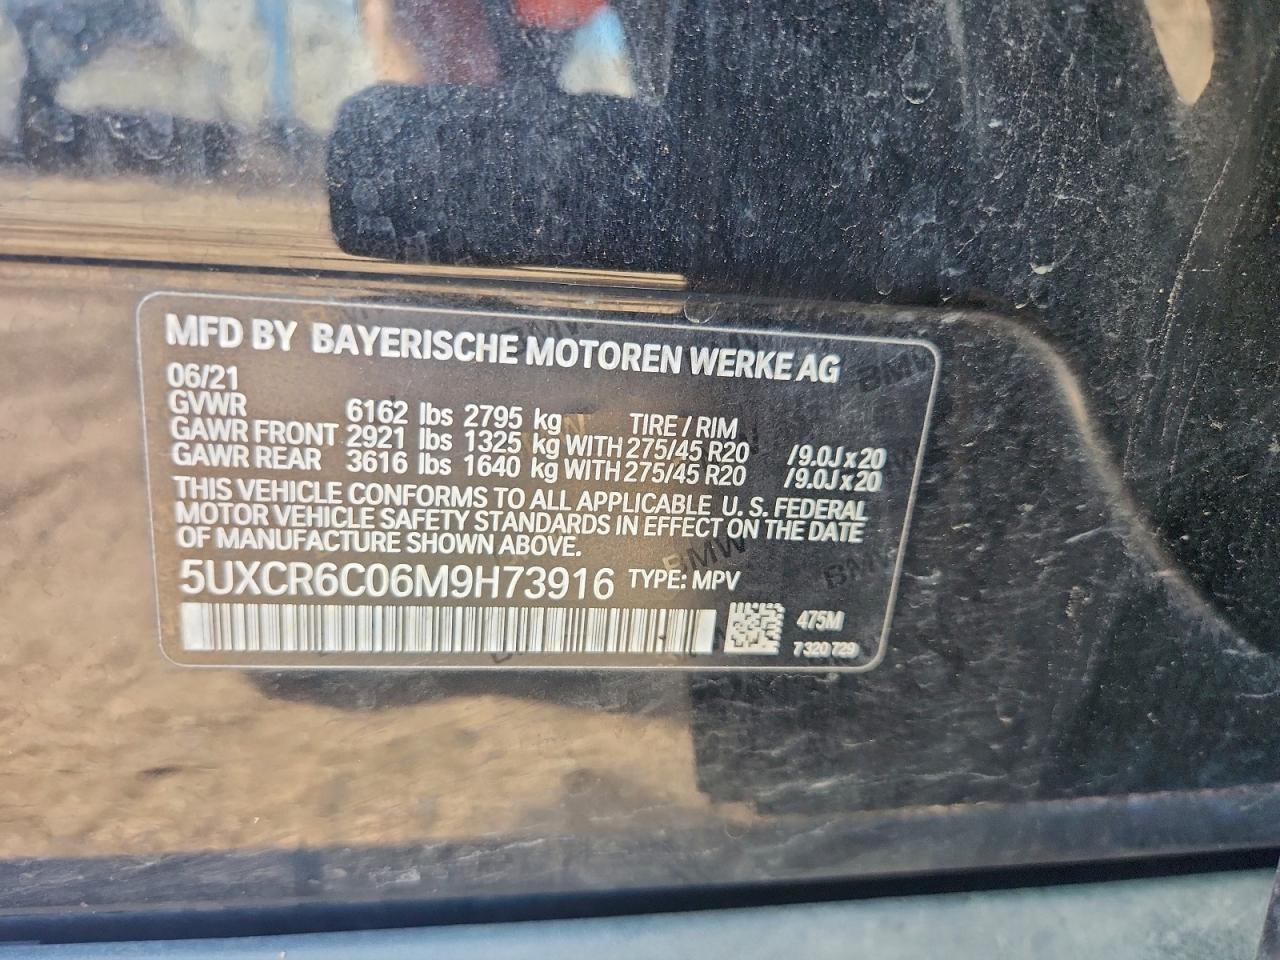 MFD BY BAYERISCHE MOTOREN WERKE AG
06/21
GVWR 6162 lbs 2795 kg TIRE / RIM
GAWR FRONT 2921 lbs 1325 kg WITH 275/45 R20 /9.0J x 20
GAWR REAR 3616 lbs 1640 kg WITH 275/45 R20 /9.0J x 20
THIS VEHICLE CONFORMS TO ALL APPLICABLE U. S. FEDERAL
MOTOR VEHICLE SAFETY STANDARDS IN EFFECT ON THE DATE
OF MANUFACTURE SHOWN ABOVE.
5UXCR6C06M9H73916 TYPE: MPV
475M
7 320 729